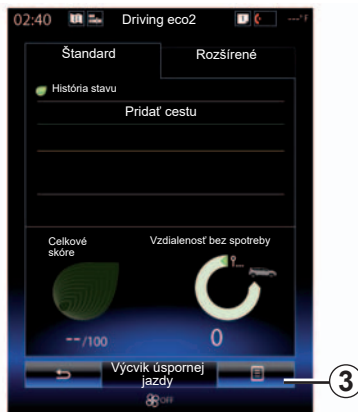 02:40 Driving eco2 ---°F
Štandard Rozšírené
História stavu
Pridať cestu
Celkové
skóre
Vzdialenosť bez spotreby
--/100 0
Výcvik úspornej
jazdy
OFF
3